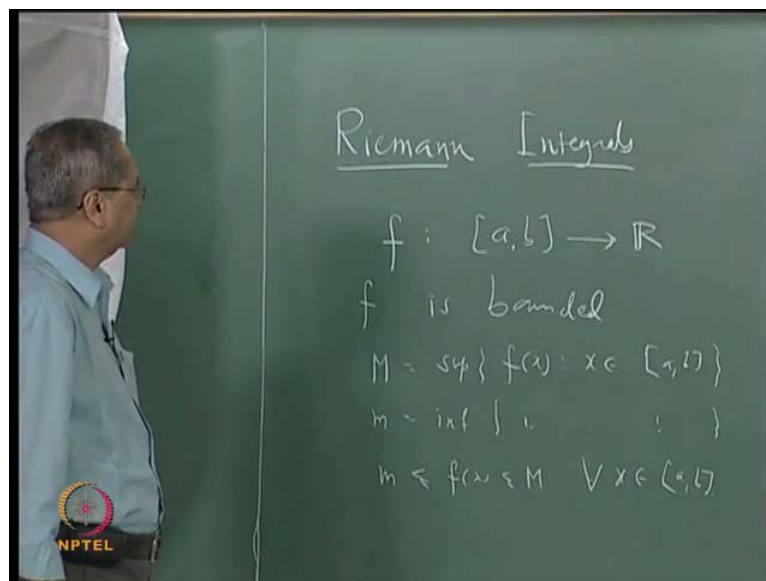 Riemann Integrals
f : [a,b] → ℝ
f is bounded
M = sup { f(x) : x ∈ [a,b] }
m = inf { " " }
m ≤ f(x) ≤ M ∀ x ∈ [a,b]
NPTEL